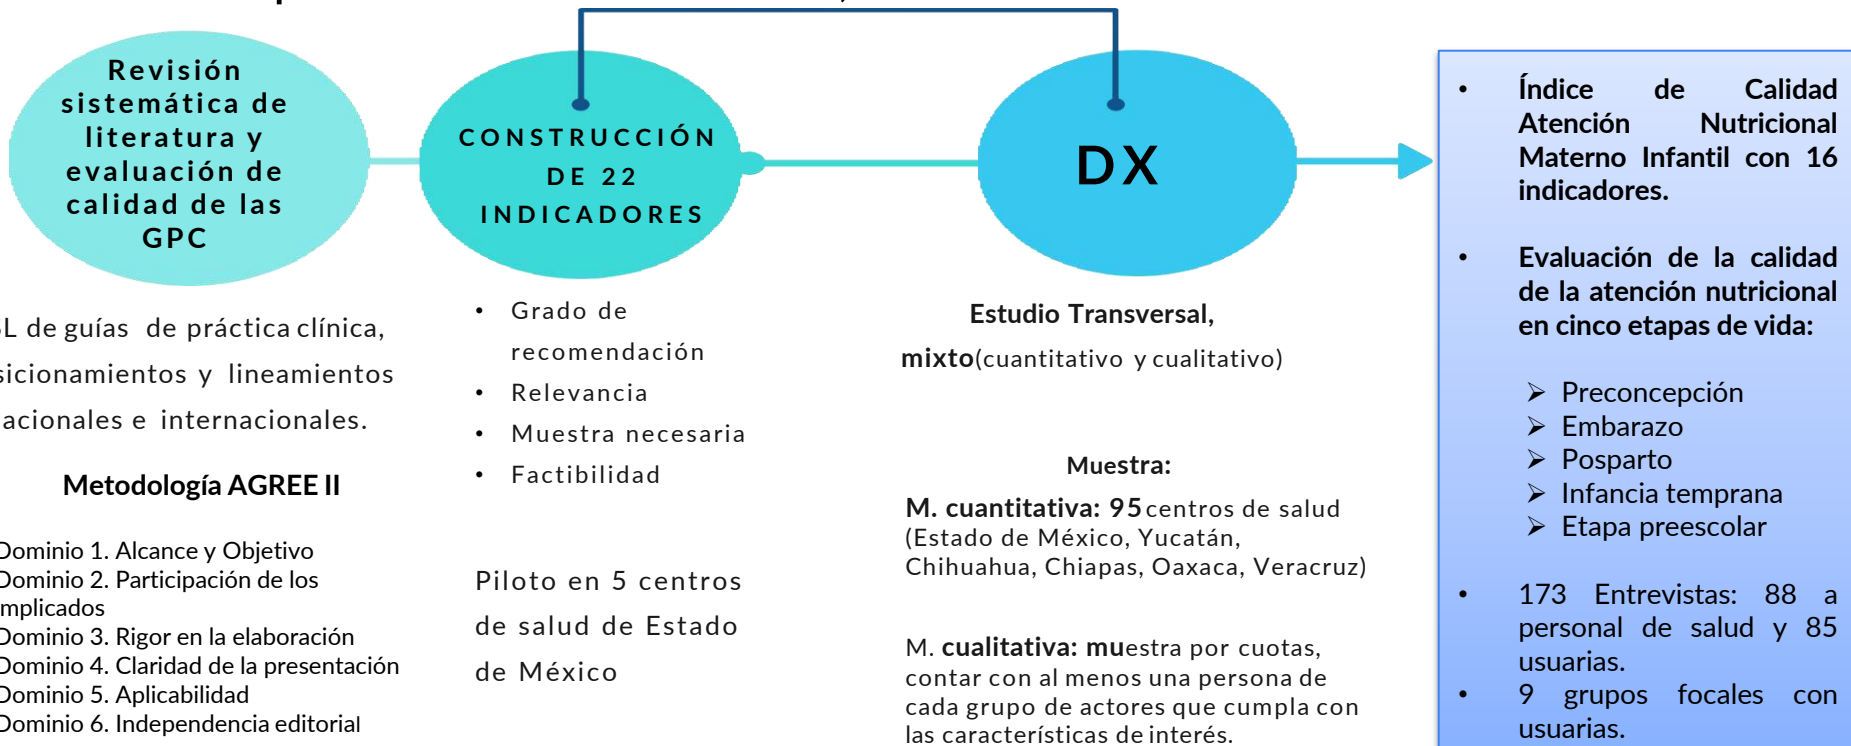 Revisión
sistemática de
literatura y
evaluación de
calidad de las
GPC
de guías de práctica clínica,
y lineamientos
e internacionales.
Metodología AGREE II
Dominio 1. Alcance y Objetivo
Dominio 2. Participación de los
implicados
Dominio 3. Rigor en la elaboración
Dominio 4. Claridad de la presentación
Dominio 5. Aplicabilidad
Dominio 6. Independencia editorial
CONSTRUCCIÓN
DE 22
INDICADORES
• Grado de
recomendación
• Relevancia
• Muestra necesaria
• Factibilidad
Piloto en 5 centros
de salud de Estado
de México
DX
Estudio Transversal,
mixto(cuantitativo y cualitativo)
Muestra:
M. cuantitativa: 95 centros de salud
(Estado de México, Yucatán,
Chihuahua, Chiapas, Oaxaca, Veracruz)
M. cualitativa: muestra por cuotas,
contar con al menos una persona de
cada grupo de actores que cumpla con
las características de interés.
• Índice de Calidad
Atención Nutricional
Materno Infantil con 16
indicadores.
• Evaluación de la calidad
de la atención nutricional
en cinco etapas de vida:
➢ Preconcepción
➢ Embarazo
➢ Posparto
➢ Infancia temprana
➢ Etapa preescolar
• 173 Entrevistas: 88 a
personal de salud y 85
usuarias.
• 9 grupos focales con
usuarias.